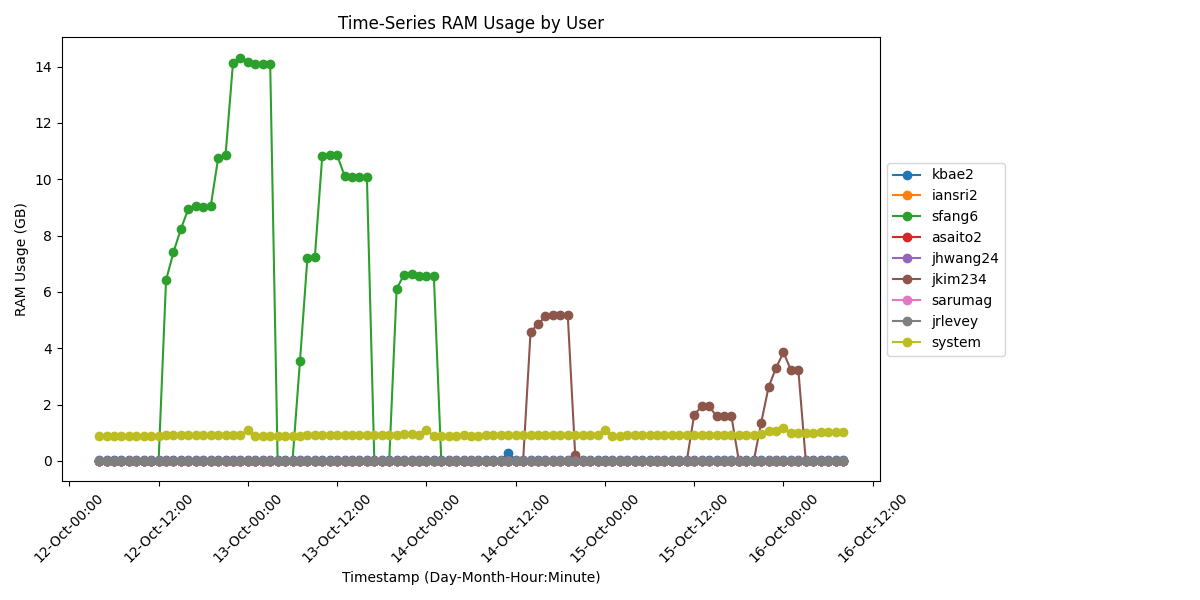 Time-Series RAM Usage by User
14
12
10
8
6
4
2
0
RAM Usage (GB)
12-Oct-00:00
12-Oct-12:00
13-Oct-00:00
13-Oct-12:00
14-Oct-00:00
14-Oct-12:00
15-Oct-00:00
15-Oct-12:00
16-Oct-00:00
16-Oct-12:00
Timestamp (Day-Month-Hour:Minute)
kbae2
iansri2
sfang6
asaito2
jhwang24
jkim234
sarumag
jrlevey
system